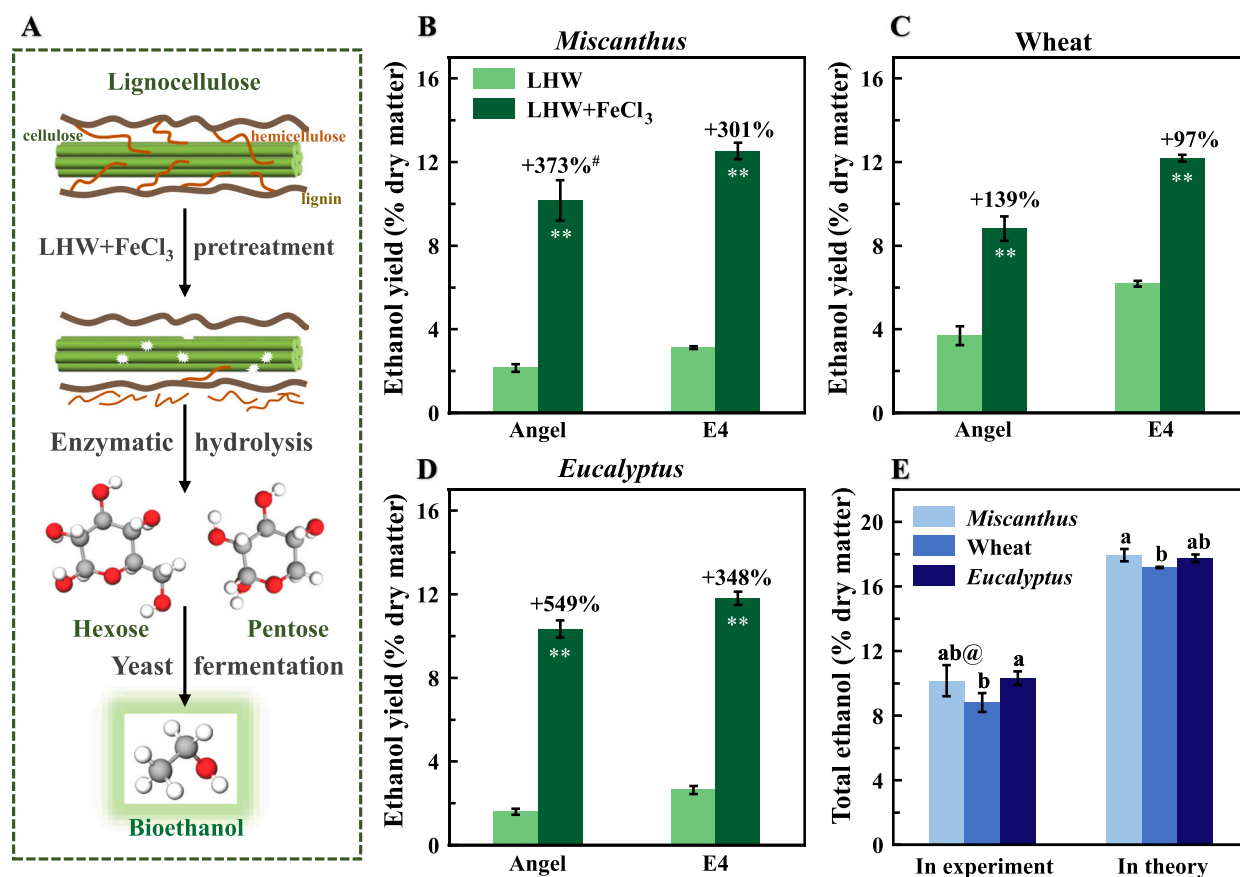 A
Lignocellulose
cellulose
hemicellulose
lignin
LHW+FeCl₃ pretreatment
Enzymatic hydrolysis
Hexose
Pentose
Yeast fermentation
Bioethanol
B
Miscanthus
LHW
LHW+FeCl₃
Ethanol yield (% dry matter)
16
12
8
4
0
+373%#
**
+301%
**
Angel
E4
C
Wheat
Ethanol yield (% dry matter)
16
12
8
4
0
+139%
**
+97%
**
Angel
E4
D
Eucalyptus
Ethanol yield (% dry matter)
16
12
8
4
0
+549%
**
+348%
**
Angel
E4
E
Miscanthus
Wheat
Eucalyptus
Total ethanol (% dry matter)
20
16
12
8
4
0
ab@
b
a
a
b
ab
In experiment
In theory